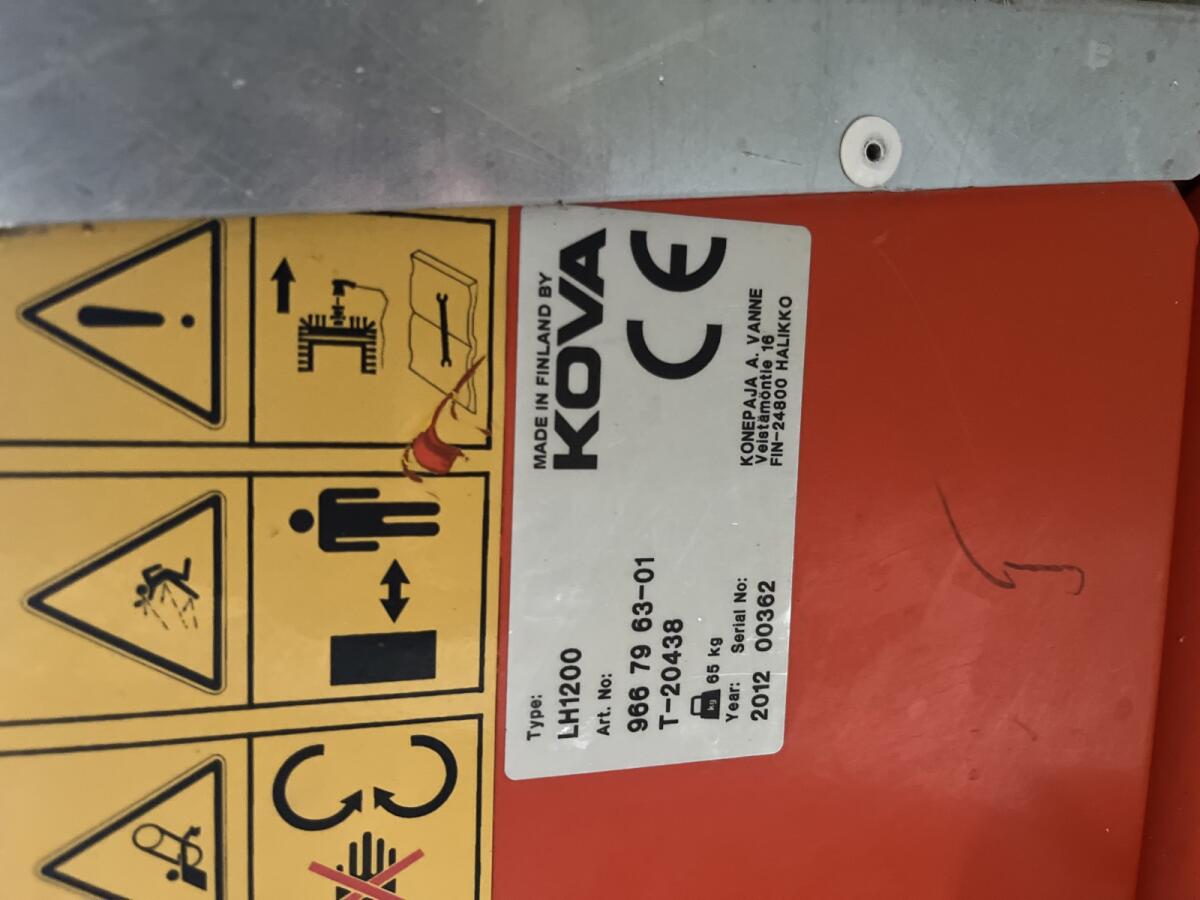 Type:
LH1200
Art. No:
966 79 63-01
T-20438
kg 65 kg
Year: Serial No:
2012 00362
MADE IN FINLAND BY
KOVA
CE
KONEPAJA A. VANNE
Veistämöntie 16
FIN-24800 HALIKKO